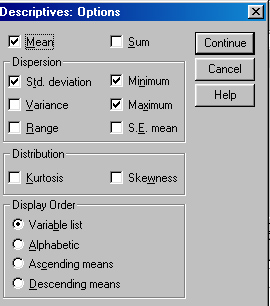 Descriptives: Options
Mean Sum Continue
Dispersion Cancel
Std. deviation Minimum
Variance Maximum Help
Range S.E. mean
Distribution
Kurtosis Skewness
Display Order
Variable list
Alphabetic
Ascending means
Descending means